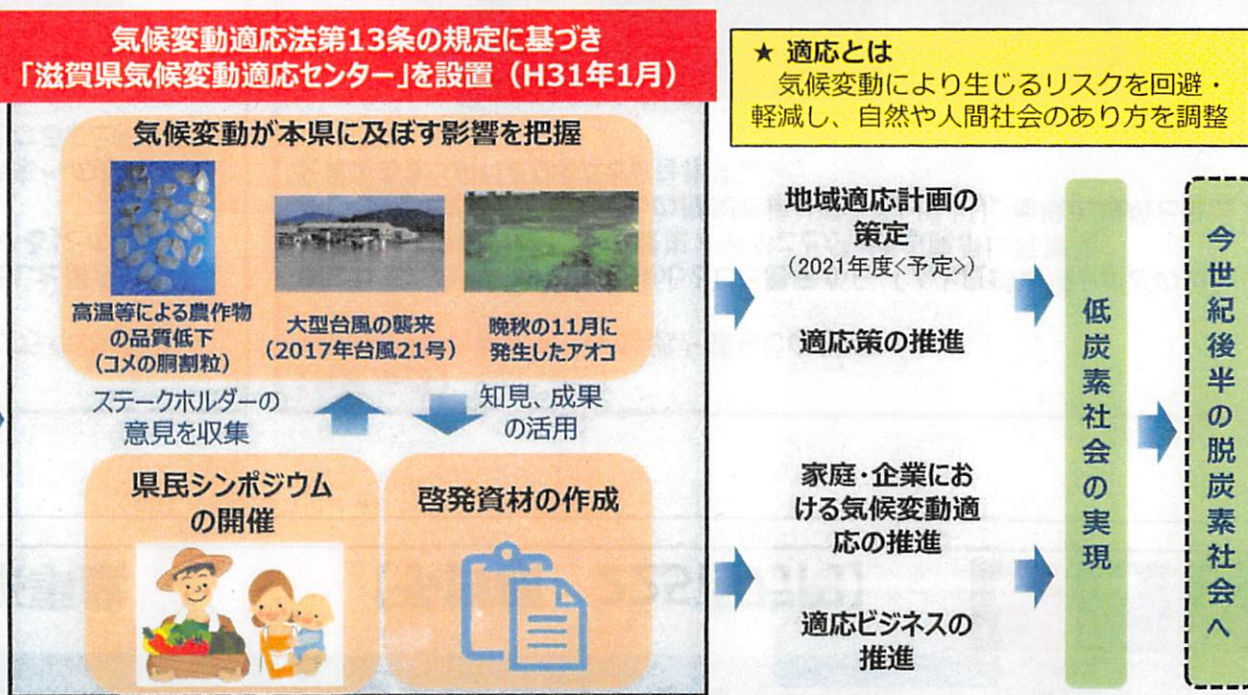 気候変動適応法第13条の規定に基づき
「滋賀県気候変動適応センター」を設置（H31年1月）
★ 適応とは
気候変動により生じるリスクを回避・
軽減し、自然や人間社会のあり方を調整
気候変動が本県に及ぼす影響を把握
高温等による農作物
の品質低下
（コメの胴割粒）
大型台風の襲来
（2017年台風21号）
晩秋の11月に
発生したアオコ
ステークホルダーの
意見を収集
知見、成果
の活用
県民シンポジウム
の開催
啓発資材の作成
地域適応計画の
策定
（2021年度<予定>）
適応策の推進
家庭・企業にお
ける気候変動適
応の推進
適応ビジネスの
推進
低炭素社会の実現
今世紀後半の脱炭素社会へ